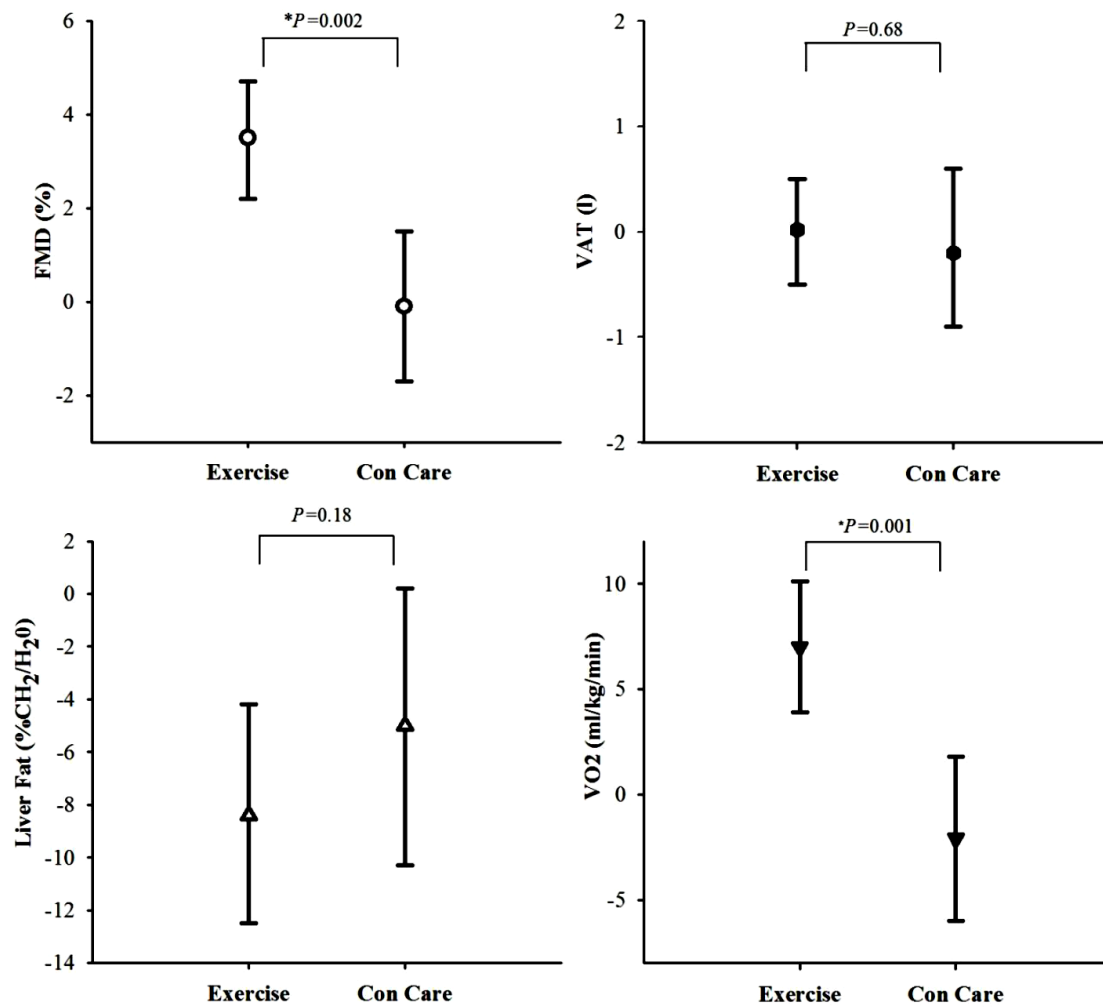 *P=0.002
6
4
2
0
-2
FMD (%)
Exercise Con Care
P=0.68
2
1
0
-1
-2
VAT (l)
Exercise Con Care
P=0.18
2
0
-2
-4
-6
-8
-10
-12
-14
Liver Fat (%CH₂/H₂0)
Exercise Con Care
*P=0.001
10
5
0
-5
VO2 (ml/kg/min)
Exercise Con Care